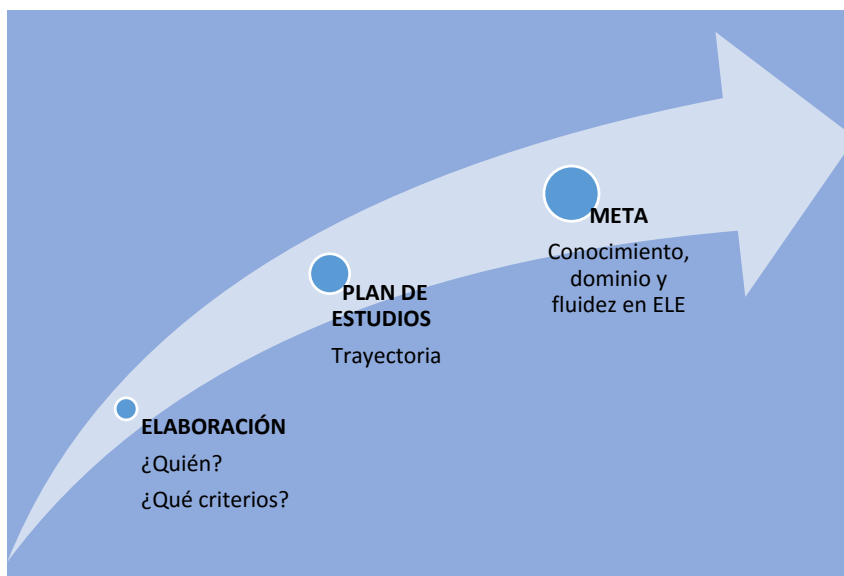 META
Conocimiento,
dominio y
fluidez en ELE
PLAN DE
ESTUDIOS
Trayectoria
ELABORACIÓN
¿Quién?
¿Qué criterios?